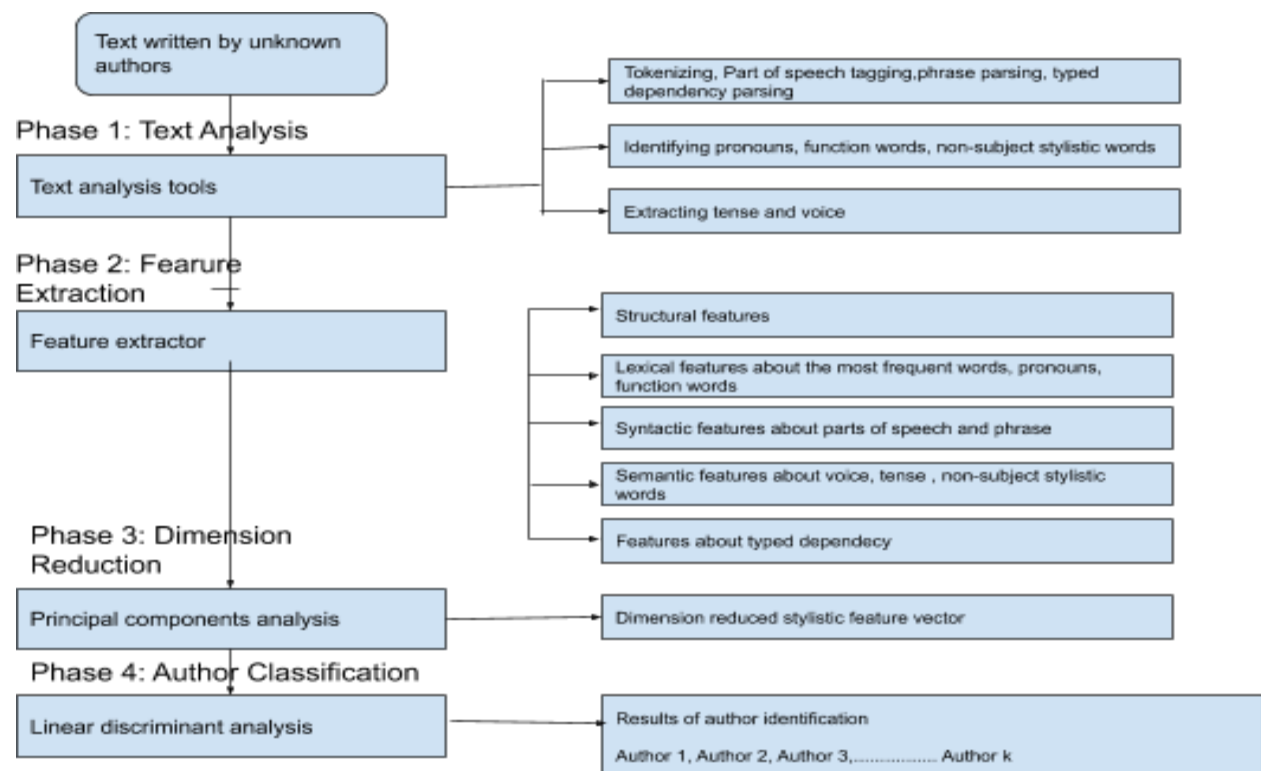 Text written by unknown
authors
Phase 1: Text Analysis
Text analysis tools
Tokenizing, Part of speech tagging,phrase parsing, typed
dependency parsing
Identifying pronouns, function words, non-subject stylistic words
Extracting tense and voice
Phase 2: Fearure
Extraction
Feature extractor
Structural features
Lexical features about the most frequent words, pronouns,
function words
Syntactic features about parts of speech and phrase
Semantic features about voice, tense , non-subject stylistic
words
Features about typed dependecy
Phase 3: Dimension
Reduction
Principal components analysis
Dimension reduced stylistic feature vector
Phase 4: Author Classification
Linear discriminant analysis
Results of author identification
Author 1, Author 2, Author 3,................. Author k